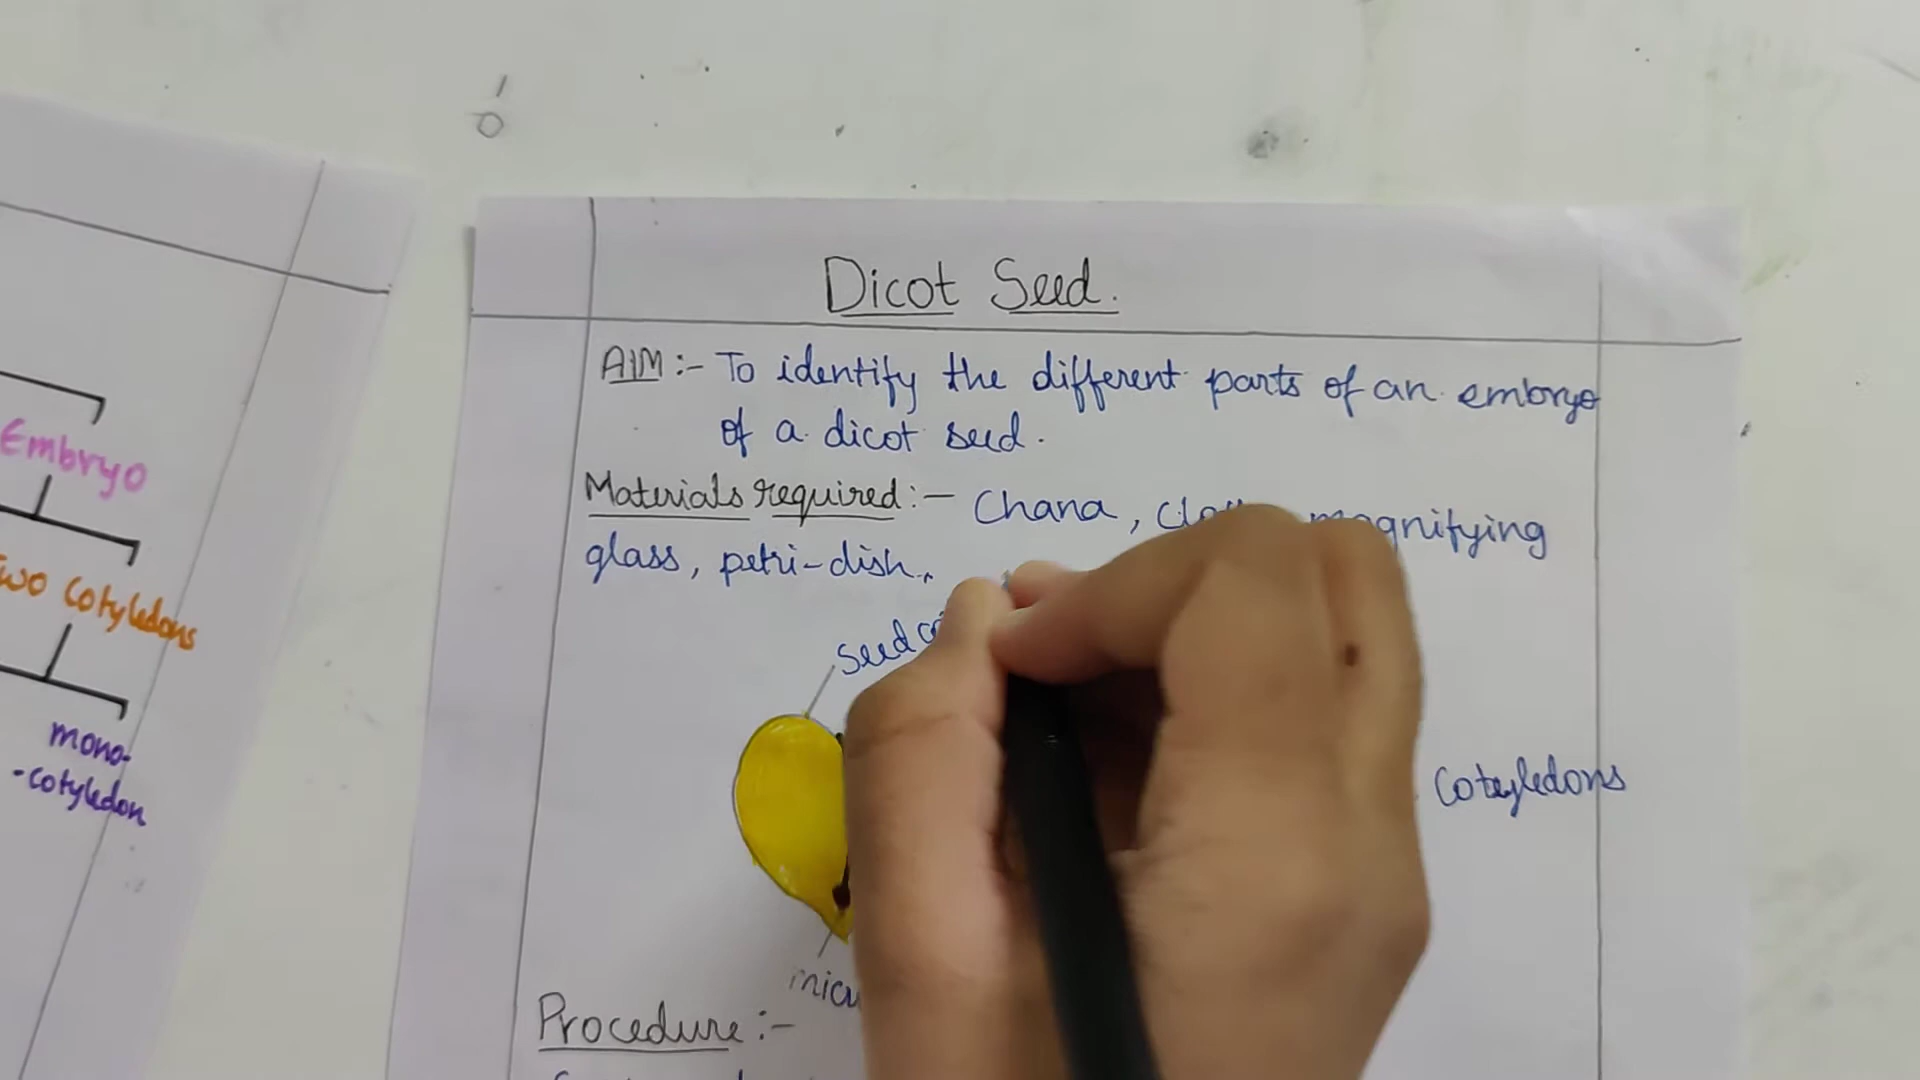 Dicot Seed.
AIM :- To identify the different parts of an embryo
of a dicot seed.
Materials required :- Chana, magnifying
glass, petri-dish.
seed
Cotyledons
Procedure :-
Embryo
Cotyledons
mono-
-cotyledon